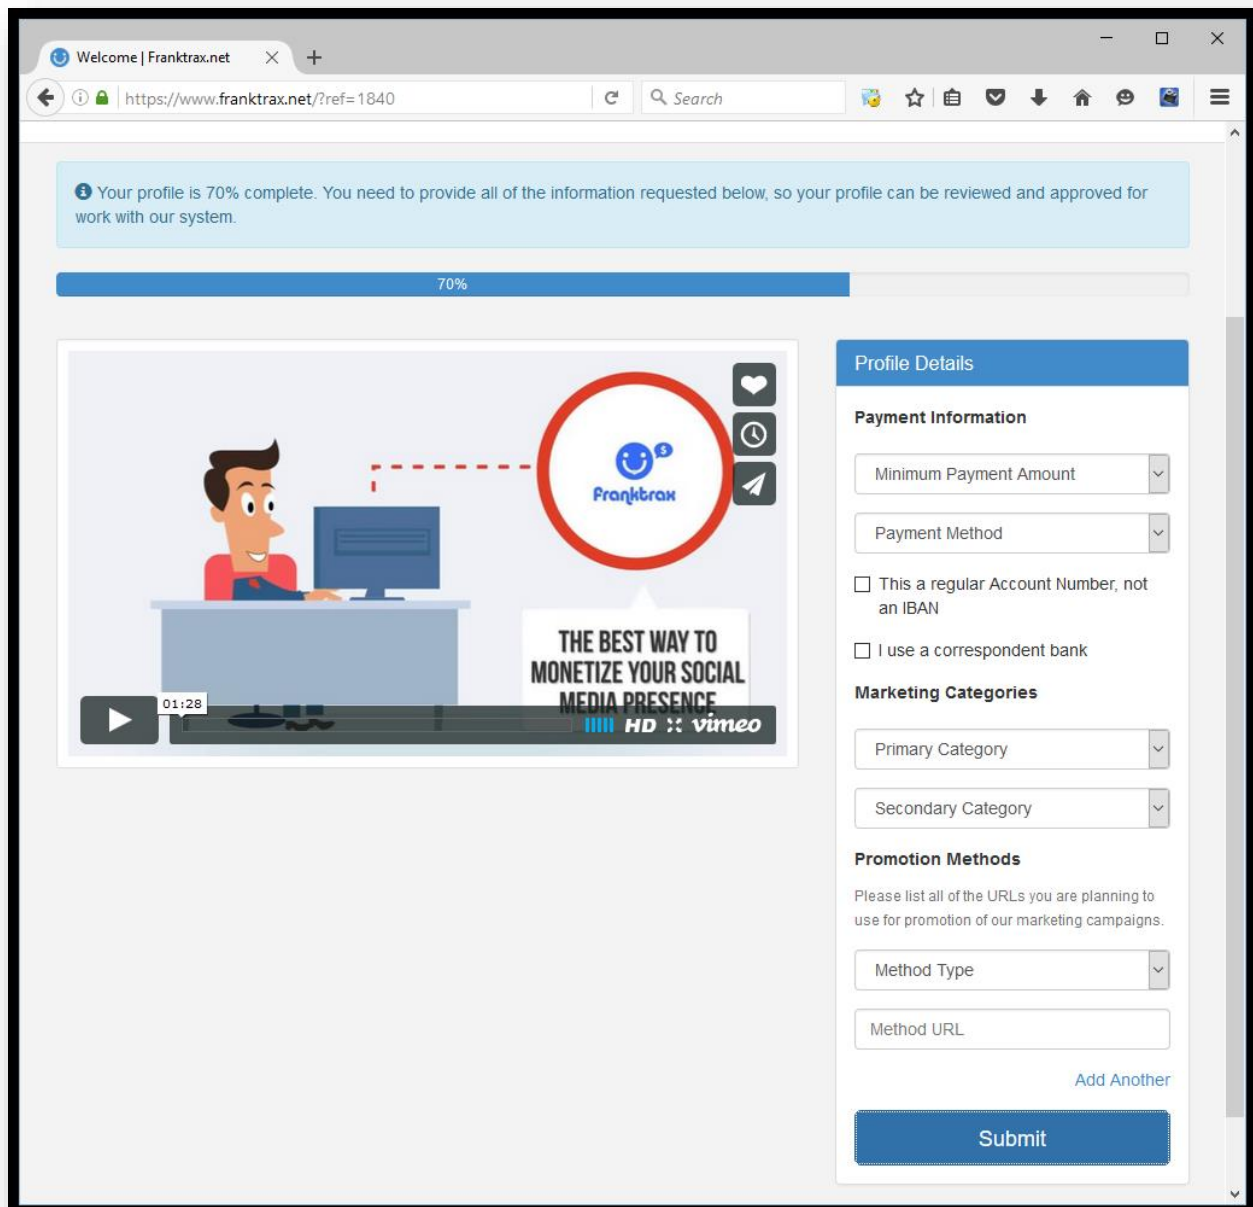 Welcome | Franktrax.net
https://www.franktrax.net/?ref=1840
Search
Your profile is 70% complete. You need to provide all of the information requested below, so your profile can be reviewed and approved for
work with our system.
70%
Franktrax
$
THE BEST WAY TO
MONETIZE YOUR SOCIAL
MEDIA PRESENCE
01:28
HD vimeo
Profile Details
Payment Information
Minimum Payment Amount
Payment Method
This a regular Account Number, not
an IBAN
I use a correspondent bank
Marketing Categories
Primary Category
Secondary Category
Promotion Methods
Please list all of the URLs you are planning to
use for promotion of our marketing campaigns.
Method Type
Method URL
Add Another
Submit